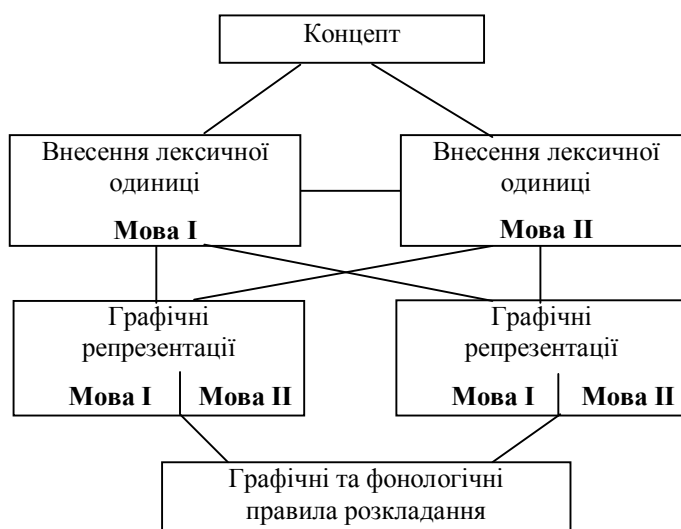 Концепт
Внесення лексичної
одиниці
Мова I
Внесення лексичної
одиниці
Мова II
Графічні
репрезентації
Мова I Мова II
Графічні
репрезентації
Мова I Мова II
Графічні та фонологічні
правила розкладання